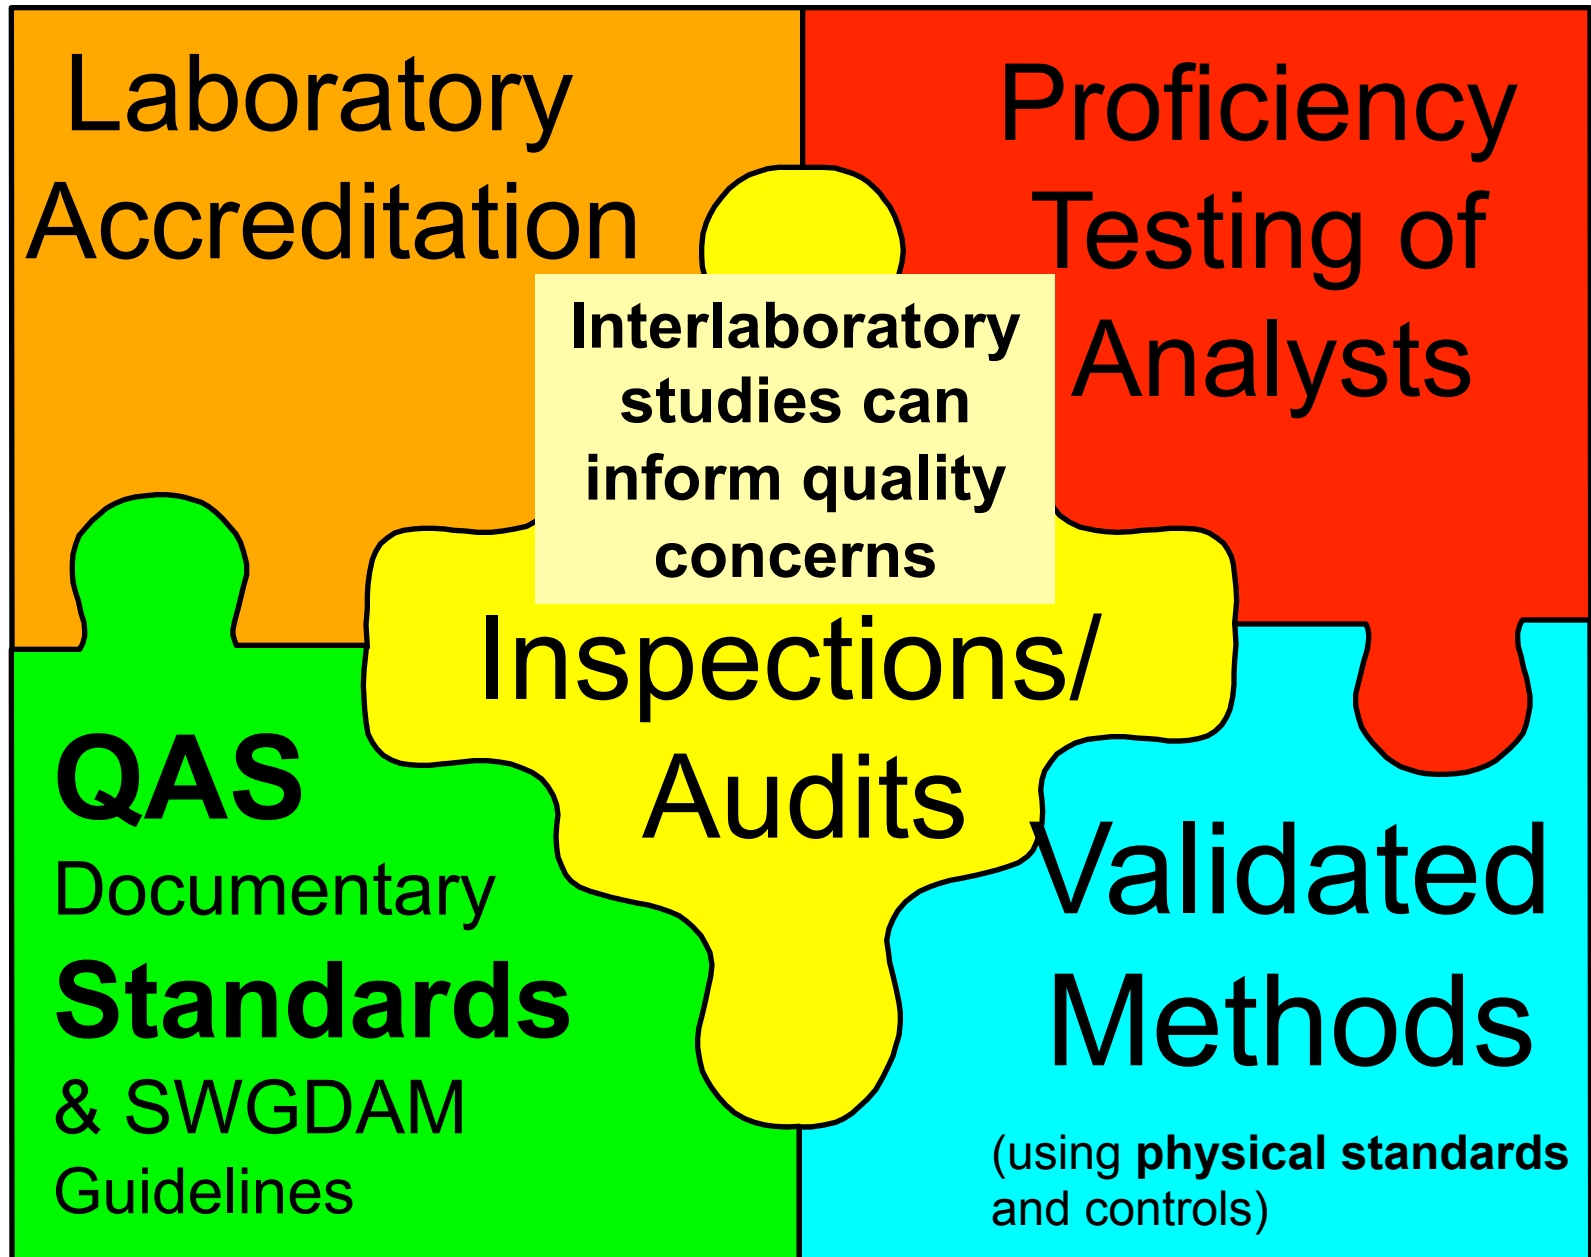 Laboratory
Accreditation
Proficiency
Testing of
Analysts
Interlaboratory
studies can
inform quality
concerns
Inspections/
Audits
QAS
Documentary
Standards
& SWGDAM
Guidelines
Validated
Methods
(using physical standards
and controls)